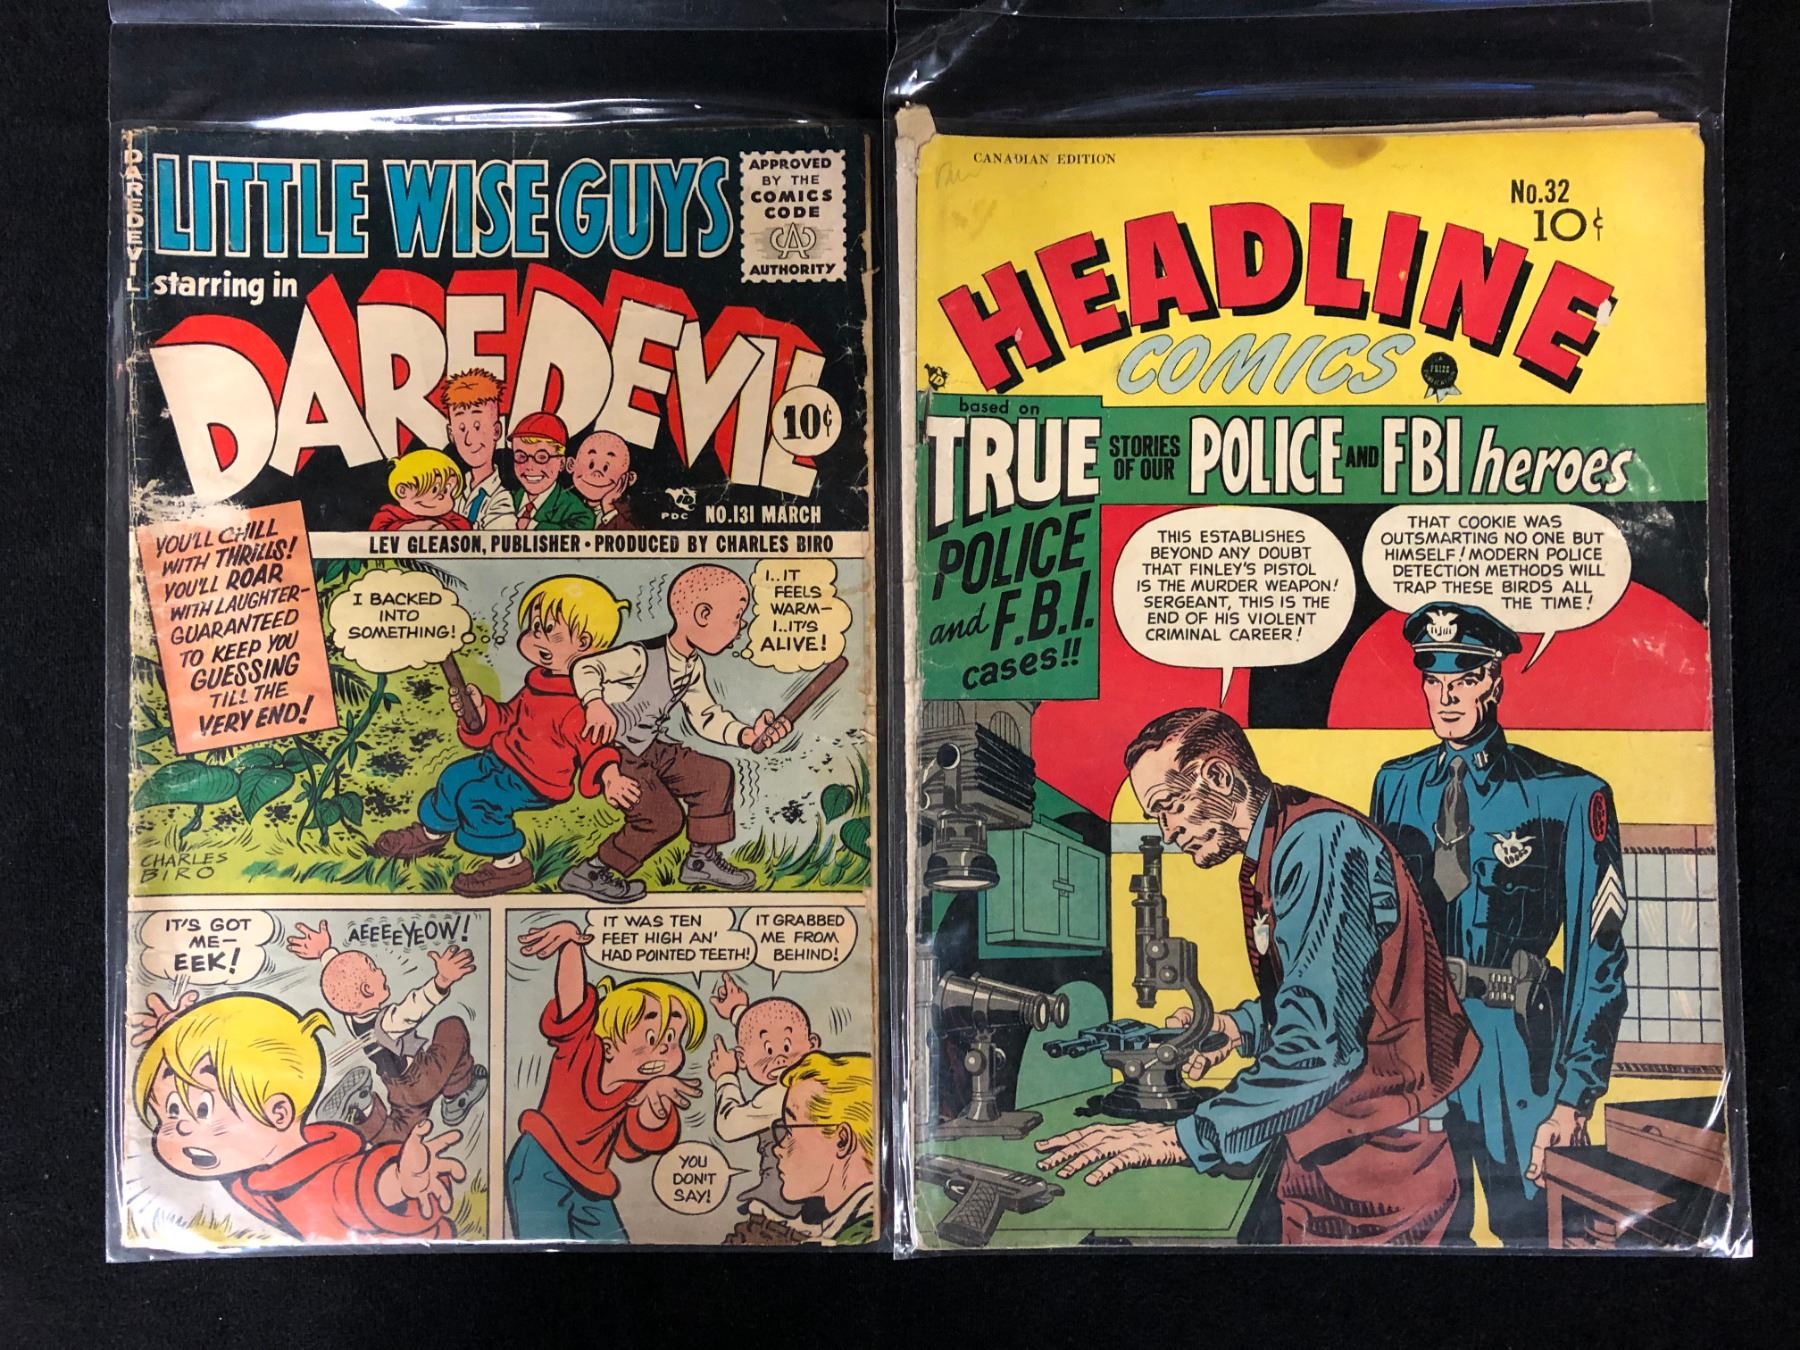 DAREDEVIL
LITTLE WISE GUYS
APPROVED
BY THE
COMICS
CODE
CA
AUTHORITY
starring in
DAREDEVIL
10¢
PDC
NO.131 MARCH
LEV GLEASON, PUBLISHER • PRODUCED BY CHARLES BIRO
YOU'LL CHILL
WITH THRILLS!
YOU'LL ROAR
WITH LAUGHTER-
GUARANTEED
TO KEEP YOU
GUESSING
TILL THE
VERY END!
I BACKED
INTO
SOMETHING!
I..IT
FEELS
WARM-
I..IT'S
ALIVE!
CHARLES
BIRO
IT'S GOT
ME-
EEK!
AEEEEYEOW!
IT WAS TEN
FEET HIGH AN'
HAD POINTED TEETH!
IT GRABBED
ME FROM
BEHIND!
YOU
DON'T
SAY!
CANADIAN EDITION
No.32
10¢
HEADLINE
COMICS
PRIZE
based on
TRUE
STORIES
OF OUR
POLICE AND FBI heroes
POLICE
and F.B.I.
cases!!
THIS ESTABLISHES
BEYOND ANY DOUBT
THAT FINLEY'S PISTOL
IS THE MURDER WEAPON!
SERGEANT, THIS IS THE
END OF HIS VIOLENT
CRIMINAL CAREER!
THAT COOKIE WAS
OUTSMARTING NO ONE BUT
HIMSELF! MODERN POLICE
DETECTION METHODS WILL
TRAP THESE BIRDS ALL
THE TIME!